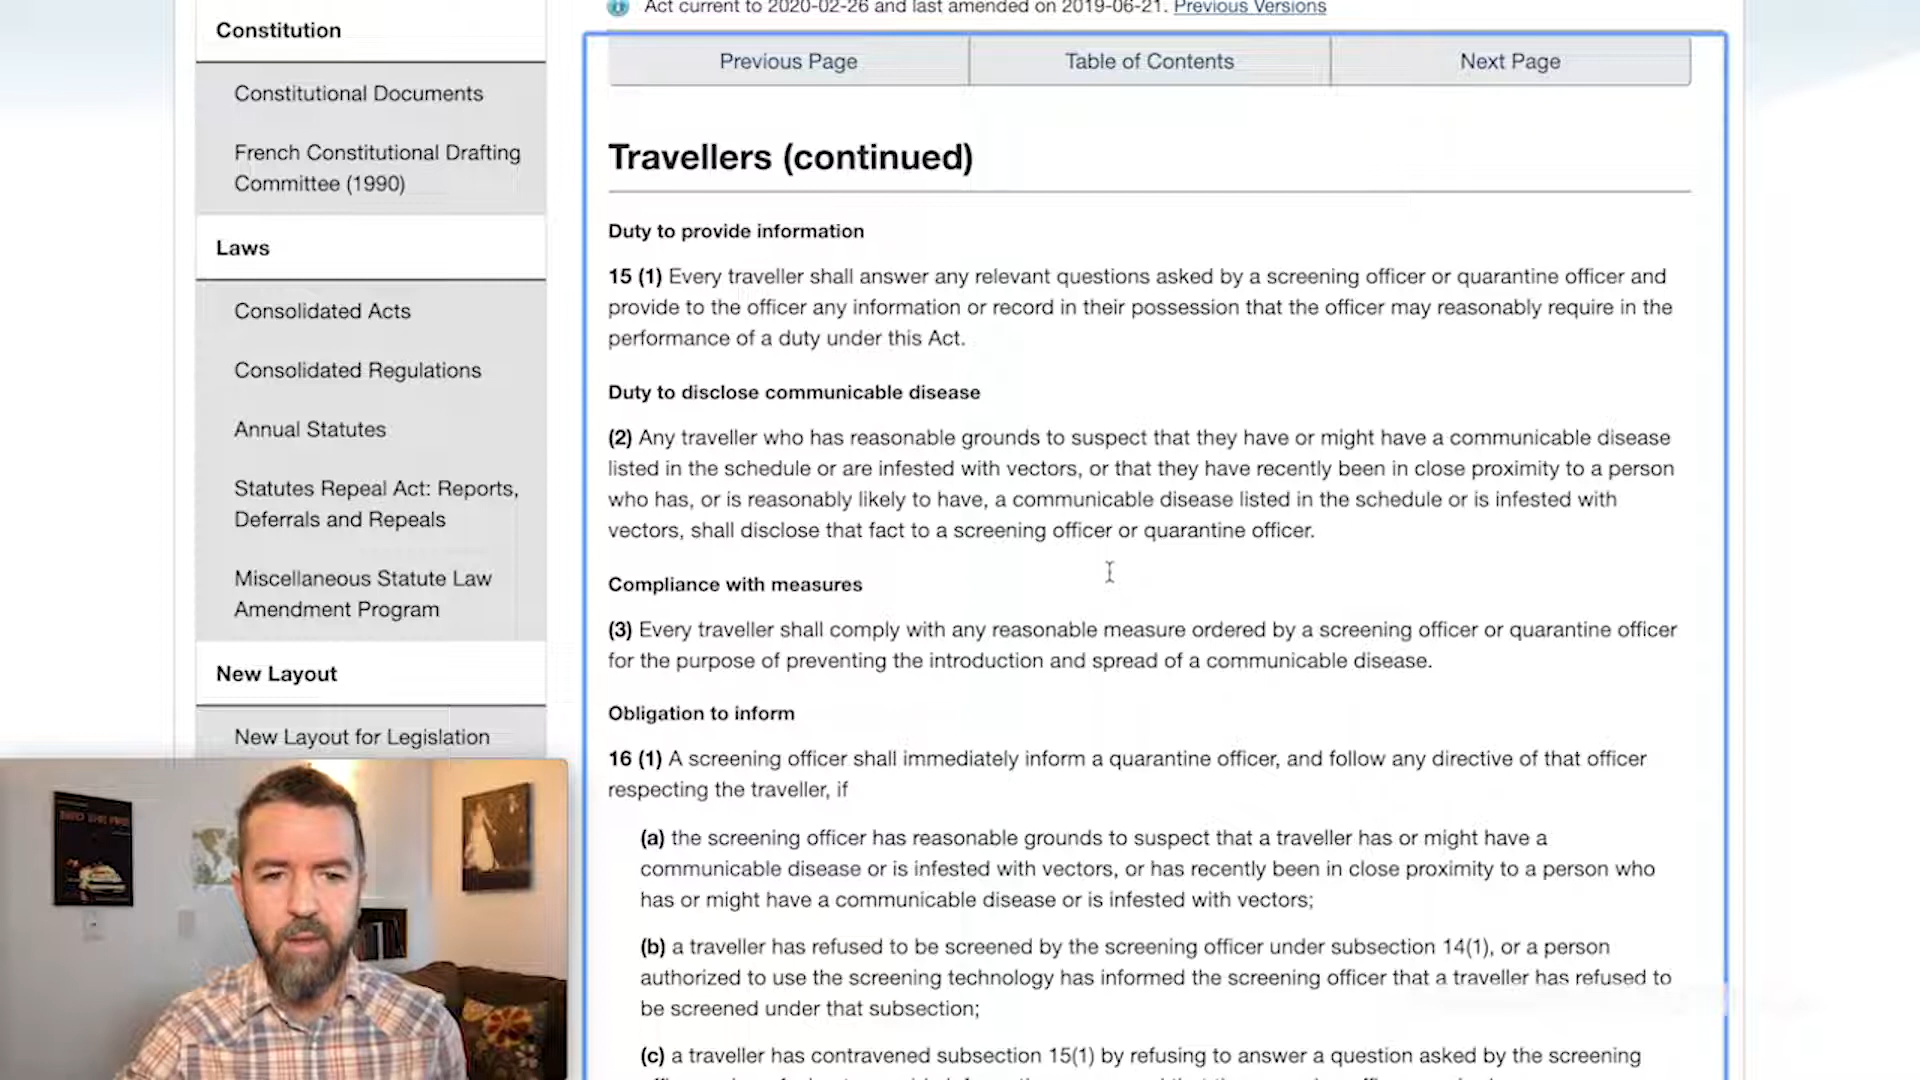 Act current to 2020-02-26 and last amended on 2019-06-21. Previous Versions
Constitution
Constitutional Documents
French Constitutional Drafting
Committee (1990)
Laws
Consolidated Acts
Consolidated Regulations
Annual Statutes
Statutes Repeal Act: Reports,
Deferrals and Repeals
Miscellaneous Statute Law
Amendment Program
New Layout
New Layout for Legislation
Previous Page
Table of Contents
Next Page
Travellers (continued)
Duty to provide information
15 (1) Every traveller shall answer any relevant questions asked by a screening officer or quarantine officer and
provide to the officer any information or record in their possession that the officer may reasonably require in the
performance of a duty under this Act.
Duty to disclose communicable disease
(2) Any traveller who has reasonable grounds to suspect that they have or might have a communicable disease
listed in the schedule or are infested with vectors, or that they have recently been in close proximity to a person
who has, or is reasonably likely to have, a communicable disease listed in the schedule or is infested with
vectors, shall disclose that fact to a screening officer or quarantine officer.
Compliance with measures
(3) Every traveller shall comply with any reasonable measure ordered by a screening officer or quarantine officer
for the purpose of preventing the introduction and spread of a communicable disease.
Obligation to inform
16 (1) A screening officer shall immediately inform a quarantine officer, and follow any directive of that officer
respecting the traveller, if
(a) the screening officer has reasonable grounds to suspect that a traveller has or might have a
communicable disease or is infested with vectors, or has recently been in close proximity to a person who
has or might have a communicable disease or is infested with vectors;
(b) a traveller has refused to be screened by the screening officer under subsection 14(1), or a person
authorized to use the screening technology has informed the screening officer that a traveller has refused to
be screened under that subsection;
(c) a traveller has contravened subsection 15(1) by refusing to answer a question asked by the screening